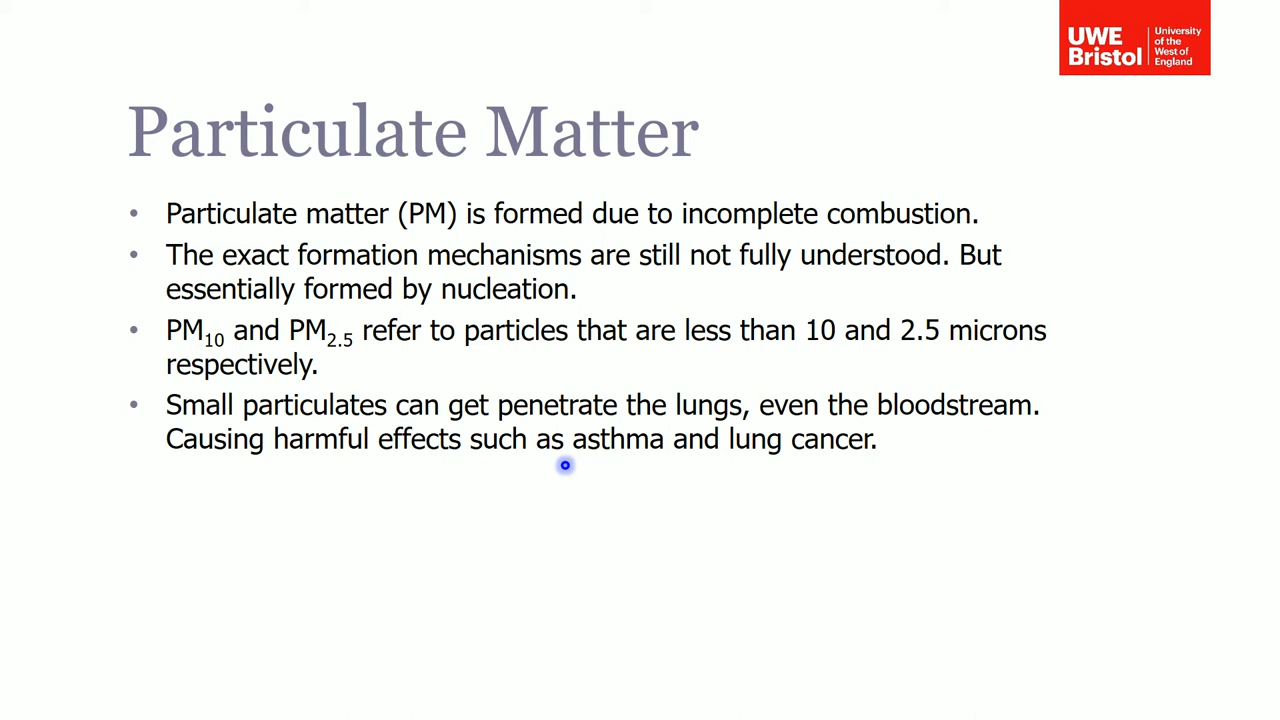 UWE
Bristol
University
of the
West of
England
Particulate Matter
• Particulate matter (PM) is formed due to incomplete combustion.
• The exact formation mechanisms are still not fully understood. But
essentially formed by nucleation.
• PM10 and PM2.5 refer to particles that are less than 10 and 2.5 microns
respectively.
• Small particulates can get penetrate the lungs, even the bloodstream.
Causing harmful effects such as asthma and lung cancer.